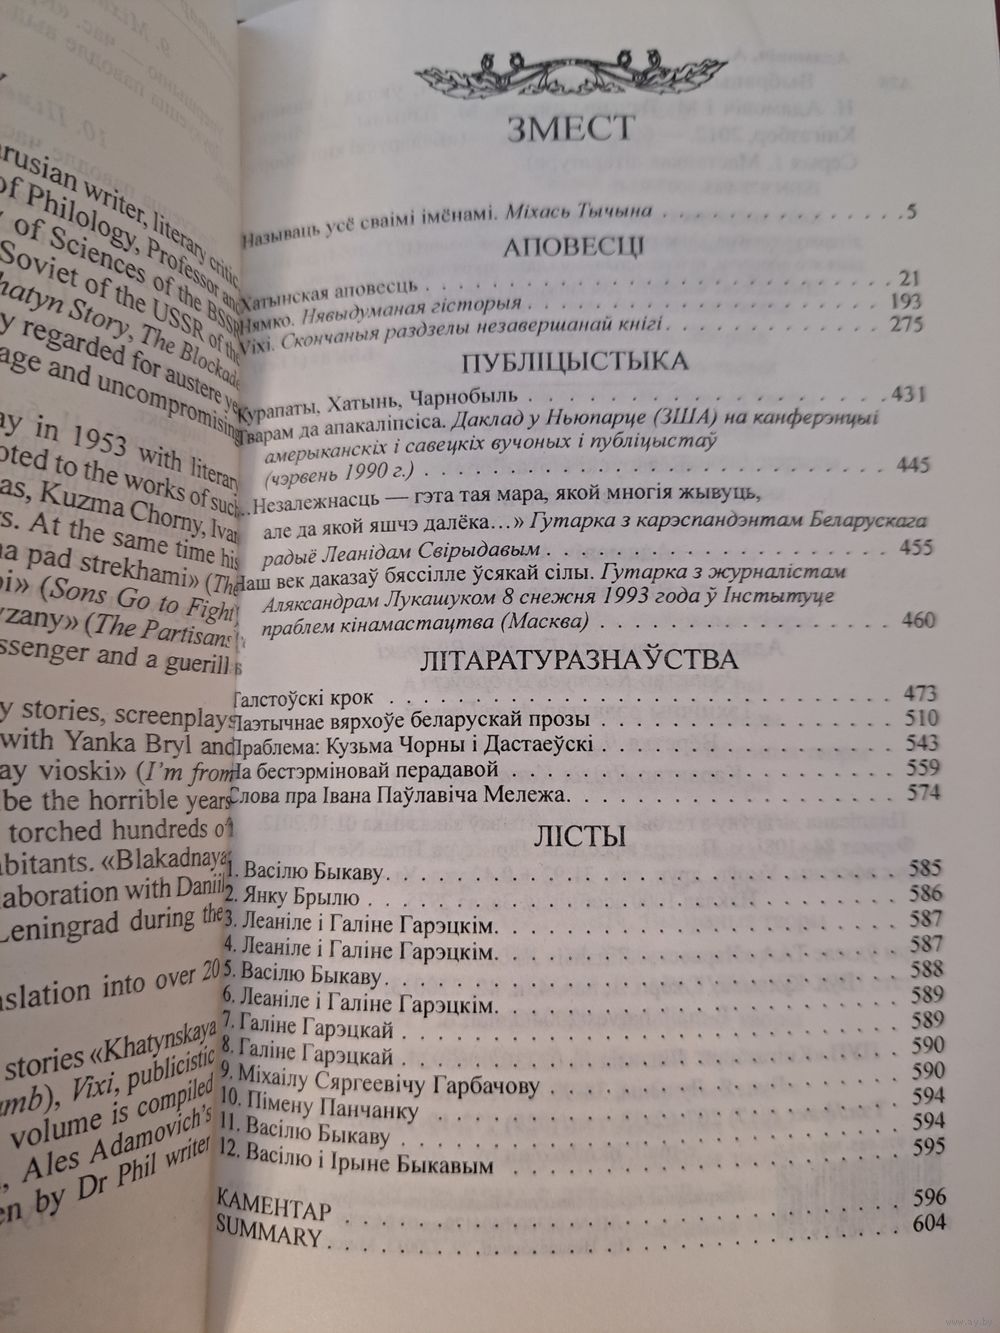 rusian writer, literary critic,
of Philology, Professor and
of Sciences of the BSSR
Soviet of the USSR of the
hatyn Story, The Blockade
y regarded for austere ye
age and uncompromising
ay in 1953 with literary
oted to the works of such
as, Kuzma Chorny, Ivan
s. At the same time his
na pad strekhami» (The
i» (Sons Go to Fight)
yzany» (The Partisans
ssenger and a guerill
y stories, screenplays
with Yanka Bryl and
ay vioski» (I'm from
be the horrible years
torched hundreds of
abitants. «Blakadnaya
aboration with Daniil
Leningrad during the
nslation into over 20
stories «Khatynskaya
umb), Vixi, publicistic
volume is compiled
, Ales Adamovich's
en by Dr Phil writer
ЗМЕСТ
Называць усё сваімі імёнамі. Міхась Тычына . . . . . . . . . . . . . . 5
АПОВЕСЦІ
Хатынская аповесць . . . . . . . . . . . . . . . . . . . . . . . . 21
Нямко. Нявыдуманая гісторыя . . . . . . . . . . . . . . . . . . 193
Vixi. Скончаныя раздзелы незавершанай кнігі . . . . . . . . . . 275
ПУБЛІЦЫСТЫКА
Курапаты, Хатынь, Чарнобыль . . . . . . . . . . . . . . . . . . 431
Тварам да апакаліпсіса. Даклад у Ньюпарце (ЗША) на канферэнцыі
амерыканскіх і савецкіх вучоных і публіцыстаў
(чэрвень 1990 г.) . . . . . . . . . . . . . . . . . . . . . . . 445
...Незалежнасць — гэта тая мара, якой многія жывуць,
але да якой яшчэ далёка...» Гутарка з карэспандэнтам Беларускага
радыё Леанідам Свірыдавым . . . . . . . . . . . . . . . . . . 455
Наш век даказаў бяссілле ўсякай сілы. Гутарка з журналістам
Аляксандрам Лукашуком 8 снежня 1993 года ў Інстытуце
праблем кінамастацтва (Масква) . . . . . . . . . . . . . . . 460
ЛІТАРАТУРАЗНАЎСТВА
Талстоўскі крок . . . . . . . . . . . . . . . . . . . . . . . . . 473
Паэтычнае вярхоўе беларускай прозы . . . . . . . . . . . . . . 510
Праблема: Кузьма Чорны і Дастаеўскі . . . . . . . . . . . . . . 543
На бестэрміновай перадавой . . . . . . . . . . . . . . . . . . . 559
Слова пра Івана Паўлавіча Мележа. . . . . . . . . . . . . . . . 574
ЛІСТЫ
1. Васілю Быкаву. . . . . . . . . . . . . . . . . . . . . . . . . 585
2. Янку Брылю . . . . . . . . . . . . . . . . . . . . . . . . . . 586
3. Леаніле і Галіне Гарэцкім. . . . . . . . . . . . . . . . . . . 587
4. Леаніле і Галіне Гарэцкім. . . . . . . . . . . . . . . . . . . 587
5. Васілю Быкаву. . . . . . . . . . . . . . . . . . . . . . . . . 588
6. Леаніле і Галіне Гарэцкім. . . . . . . . . . . . . . . . . . . 589
7. Галіне Гарэцкай . . . . . . . . . . . . . . . . . . . . . . . . 589
8. Галіне Гарэцкай . . . . . . . . . . . . . . . . . . . . . . . . 590
9. Міхаілу Сяргеевічу Гарбачову . . . . . . . . . . . . . . . . . 590
10. Пімену Панчанку . . . . . . . . . . . . . . . . . . . . . . . 594
11. Васілю Быкаву . . . . . . . . . . . . . . . . . . . . . . . . 594
12. Васілю і Ірыне Быкавым . . . . . . . . . . . . . . . . . . . 595
КАМЕНТАР . . . . . . . . . . . . . . . . . . . . . . . . . . . . 596
SUMMARY. . . . . . . . . . . . . . . . . . . . . . . . . . . . . 604
www.ay.by